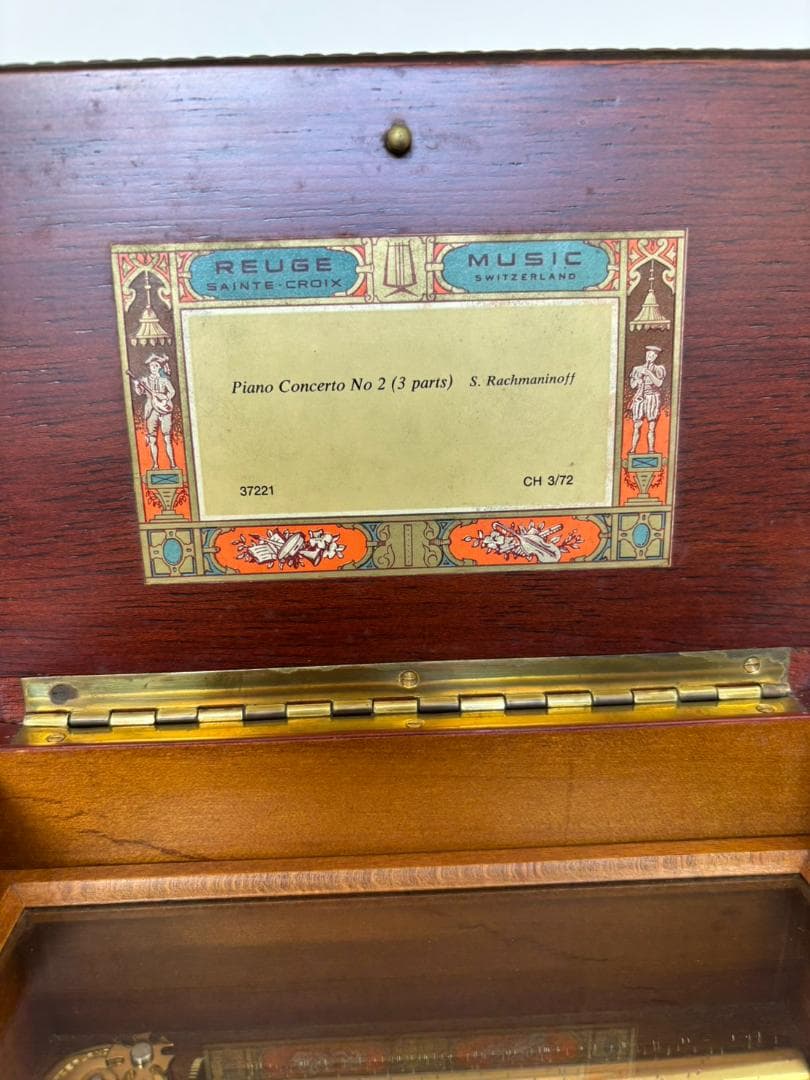 REUGE MUSIC
SAINTE-CROIX SWITZERLAND
Piano Concerto No 2 (3 parts) S. Rachmaninoff
37221 CH 3/72